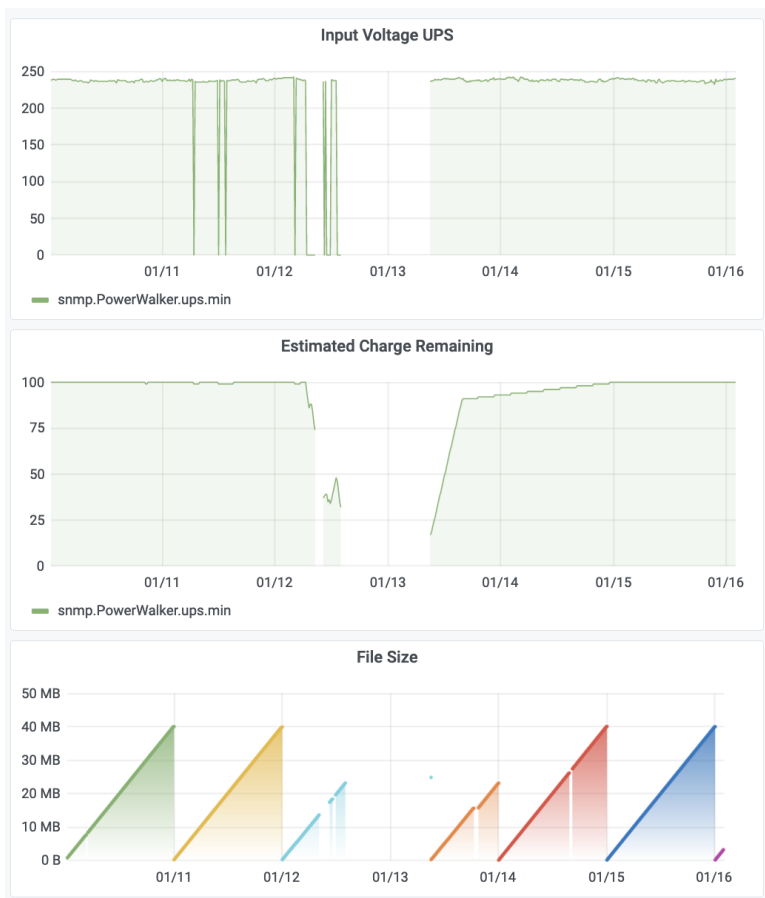 Input Voltage UPS
250
200
150
100
50
0
01/11 01/12 01/13 01/14 01/15 01/16
snmp.PowerWalker.ups.min
Estimated Charge Remaining
100
75
50
25
0
01/11 01/12 01/13 01/14 01/15 01/16
snmp.PowerWalker.ups.min
File Size
50 MB
40 MB
30 MB
20 MB
10 MB
0 B
01/11 01/12 01/13 01/14 01/15 01/16